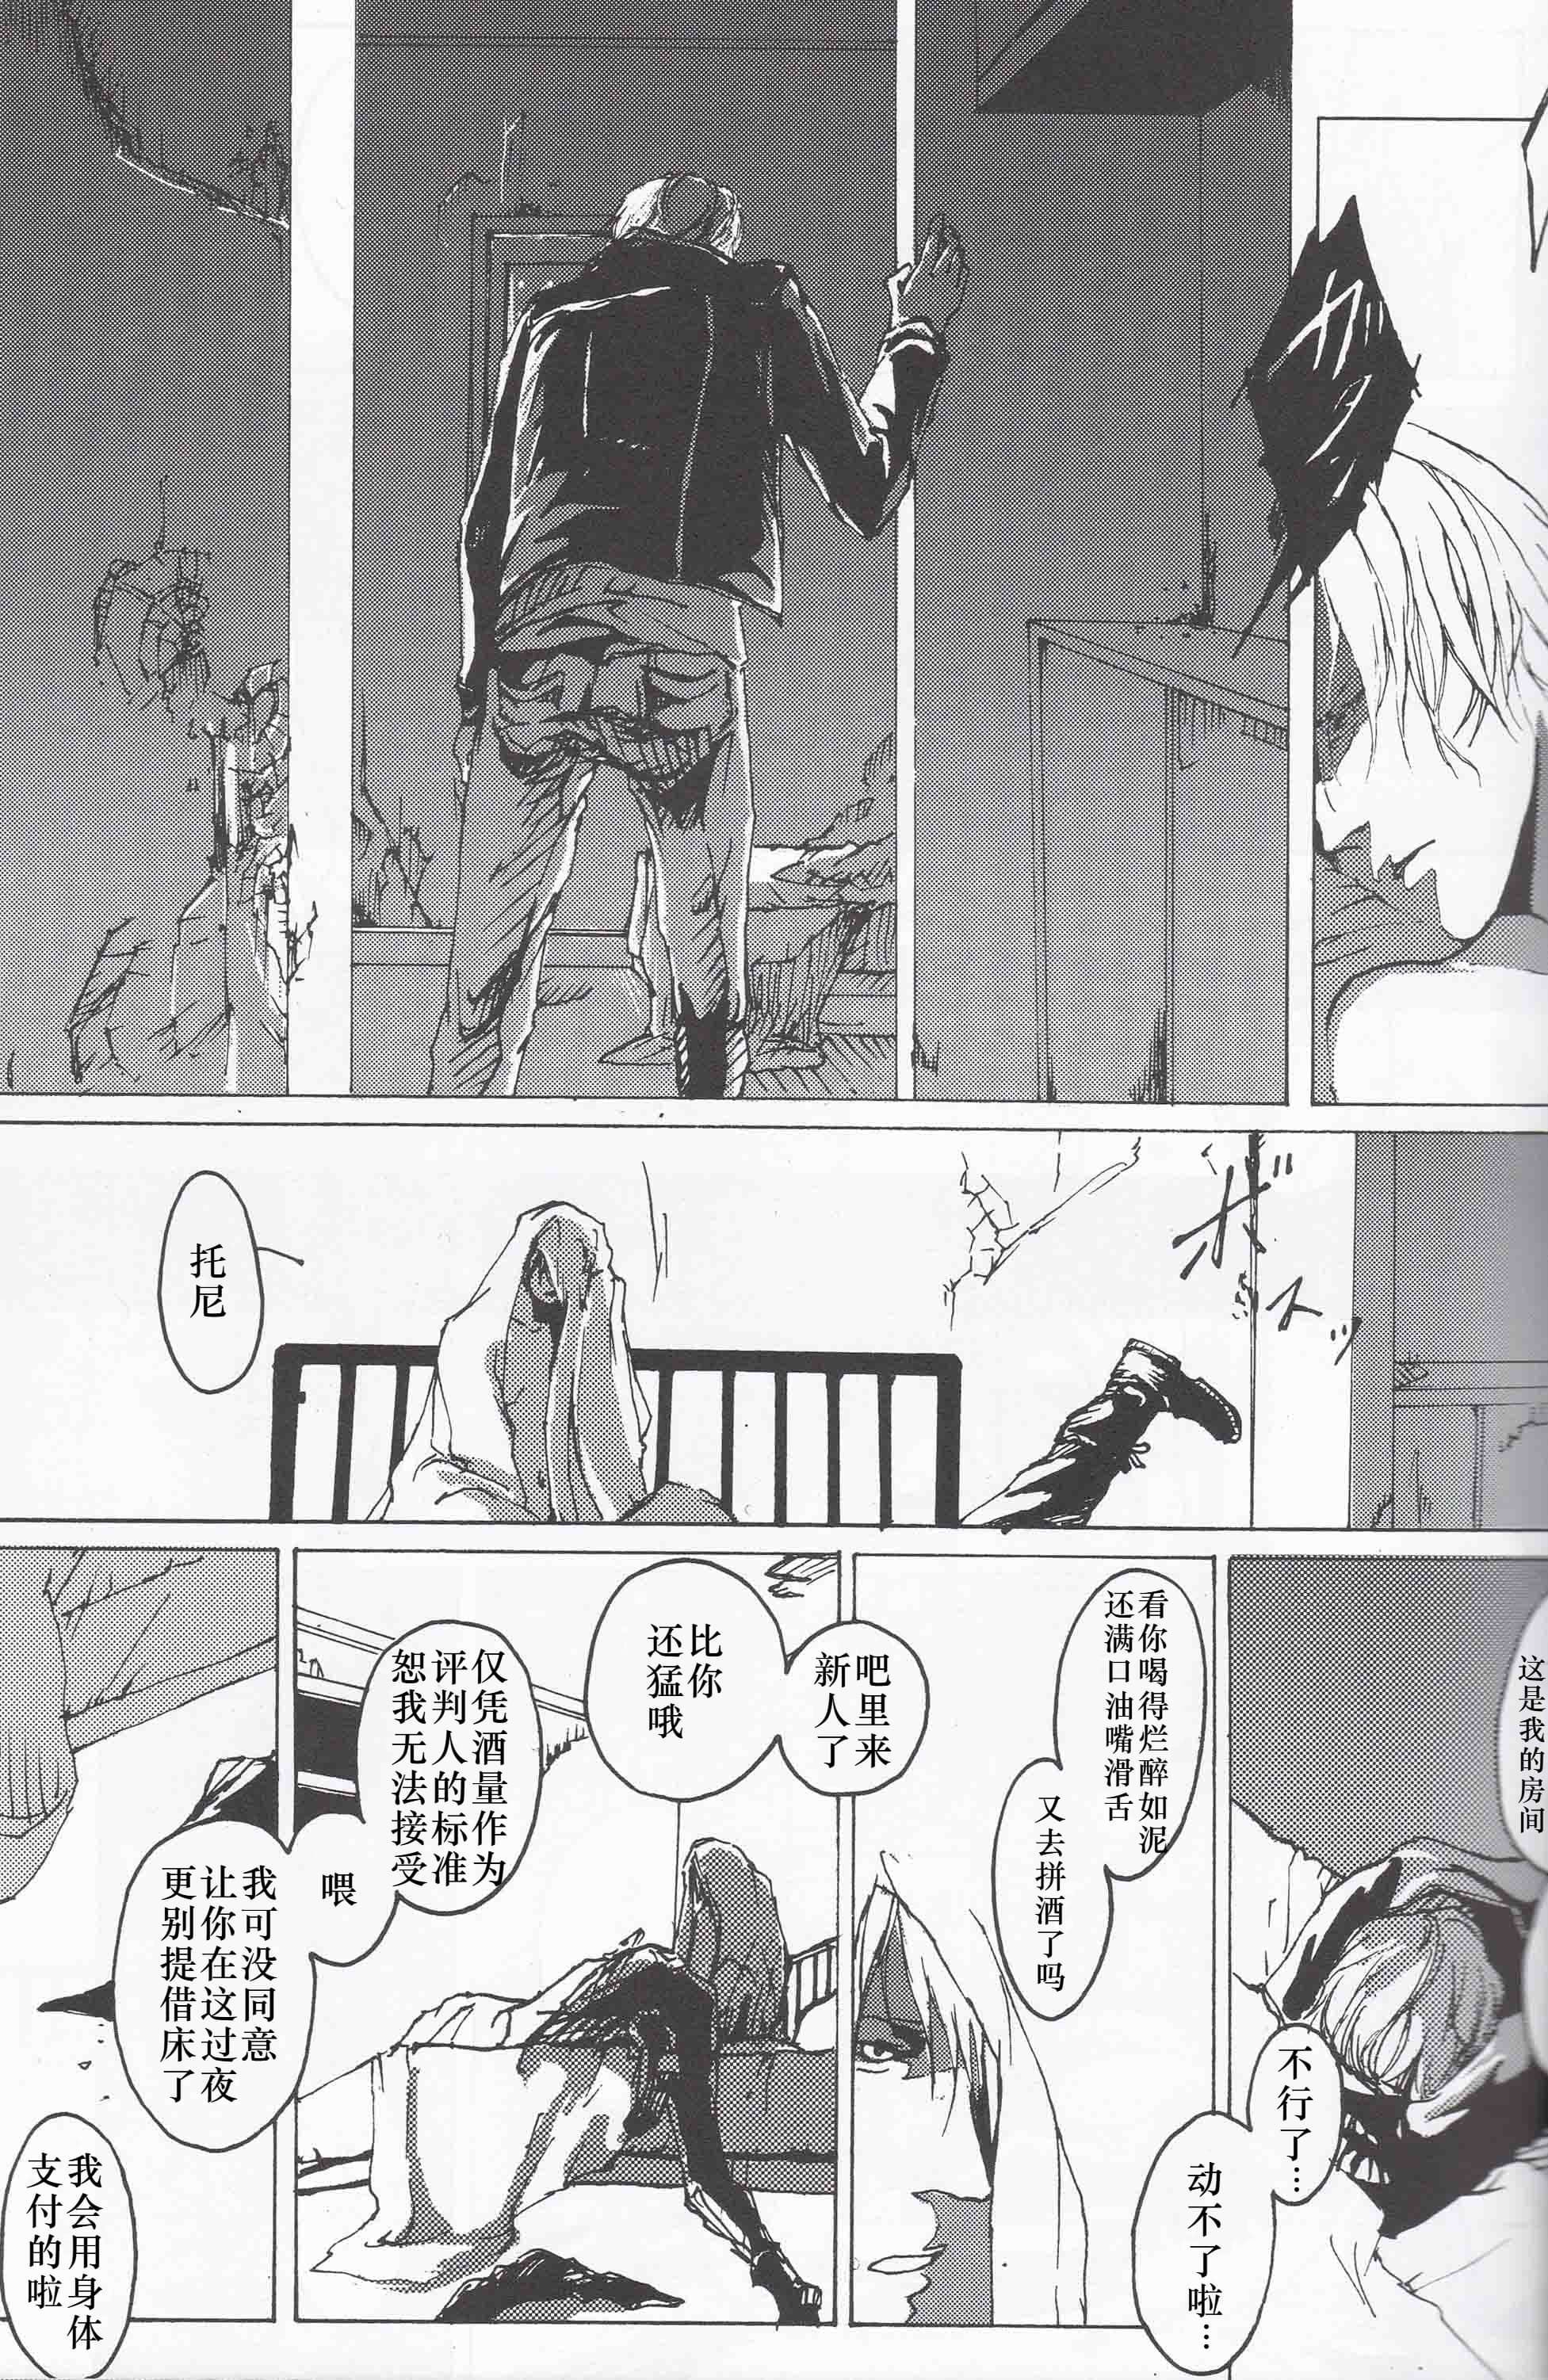 ガタ
ボスッ
托尼
这是我的房间
不行了…
动不了啦…
看你喝得烂醉如泥
还满口油嘴滑舌
又去拼酒了吗
吧里来
新人了
比你
还猛哦
仅凭酒量作为
评判人的标准
恕我无法接受
喂
我可没同意
让你在这过夜
更别提借床了
我会用身体
支付的啦